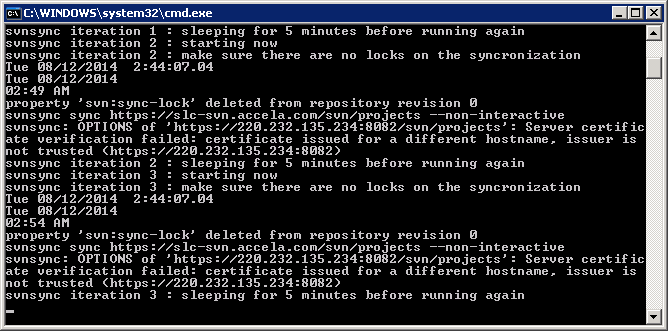 C:\WINDOWS\system32\cmd.exe
svnsync iteration 1 : sleeping for 5 minutes before running again
svnsync iteration 2 : starting now
svnsync iteration 2 : make sure there are no locks on the syncronization
Tue 08/12/2014  2:44:07.04
Tue 08/12/2014
02:49 AM
property 'svn:sync-lock' deleted from repository revision 0
svnsync sync https://slc-svn.accela.com/svn/projects --non-interactive
svnsync: OPTIONS of 'https://220.232.135.234:8082/svn/projects': Server certific
ate verification failed: certificate issued for a different hostname, issuer is
not trusted (https://220.232.135.234:8082)
svnsync iteration 2 : sleeping for 5 minutes before running again
svnsync iteration 3 : starting now
svnsync iteration 3 : make sure there are no locks on the syncronization
Tue 08/12/2014  2:44:07.04
Tue 08/12/2014
02:54 AM
property 'svn:sync-lock' deleted from repository revision 0
svnsync sync https://slc-svn.accela.com/svn/projects --non-interactive
svnsync: OPTIONS of 'https://220.232.135.234:8082/svn/projects': Server certific
ate verification failed: certificate issued for a different hostname, issuer is
not trusted (https://220.232.135.234:8082)
svnsync iteration 3 : sleeping for 5 minutes before running again